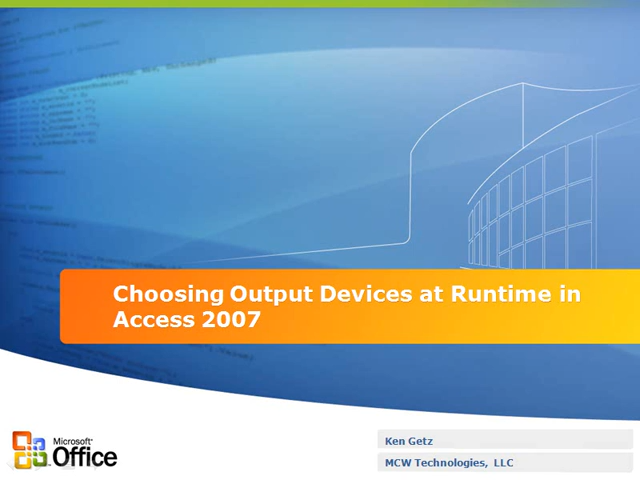 Choosing Output Devices at Runtime in
Access 2007
Microsoft
Office
Ken Getz
MCW Technologies, LLC